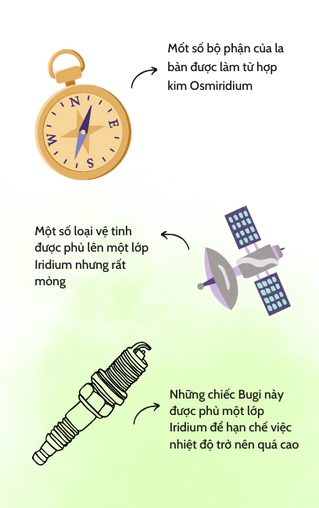 Mốt số bộ phận của la
bàn được làm từ hợp
kim Osmiridium
N
E
W
S
Một số loại vệ tinh
được phủ lên một lớp
Iridium nhưng rất
mỏng
Những chiếc Bugi này
được phủ một lớp
Iridium để hạn chế việc
nhiệt độ trở nên quá cao